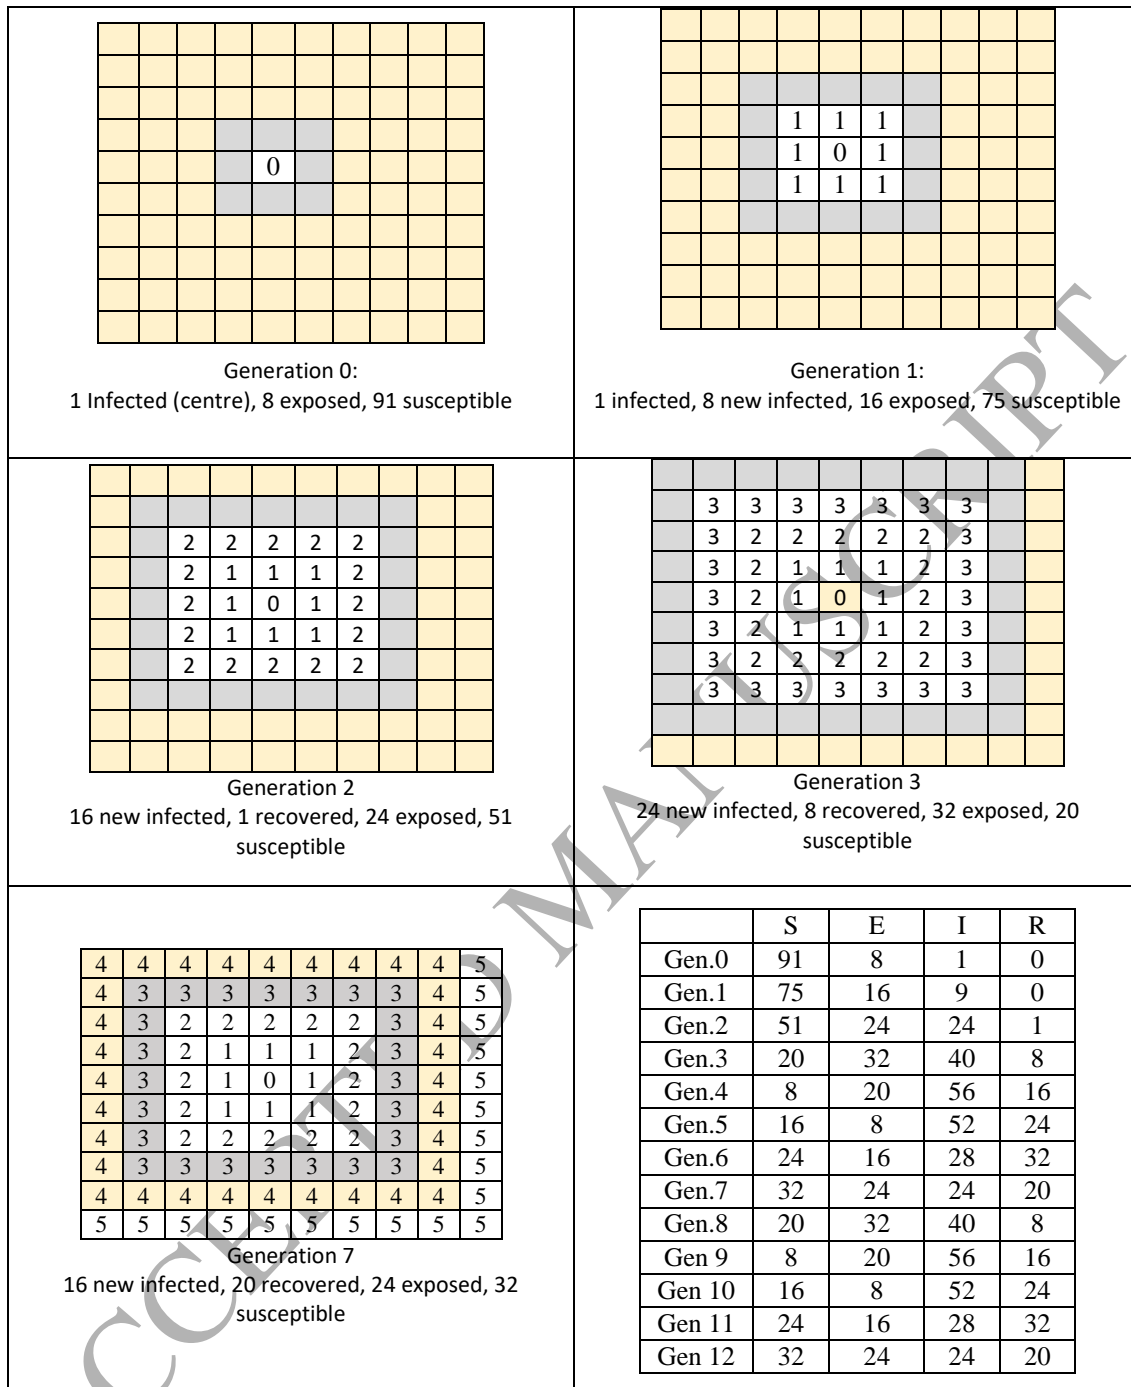 0
Generation 0:
1 Infected (centre), 8 exposed, 91 susceptible
1 1 1
1 0 1
1 1 1
Generation 1:
1 infected, 8 new infected, 16 exposed, 75 susceptible
2 2 2 2 2
2 1 1 1 2
2 1 0 1 2
2 1 1 1 2
2 2 2 2 2
Generation 2
16 new infected, 1 recovered, 24 exposed, 51
susceptible
3 3 3 3 3 3 3
3 2 2 2 2 2 3
3 2 1 1 1 2 3
3 2 1 0 1 2 3
3 2 1 1 1 2 3
3 2 2 2 2 2 3
3 3 3 3 3 3 3
Generation 3
24 new infected, 8 recovered, 32 exposed, 20
susceptible
4 4 4 4 4 4 4 4 4 5
4 3 3 3 3 3 3 3 4 5
4 3 2 2 2 2 2 3 4 5
4 3 2 1 1 1 2 3 4 5
4 3 2 1 0 1 2 3 4 5
4 3 2 1 1 1 2 3 4 5
4 3 2 2 2 2 2 3 4 5
4 3 3 3 3 3 3 3 4 5
4 4 4 4 4 4 4 4 4 5
5 5 5 5 5 5 5 5 5 5
Generation 7
16 new infected, 20 recovered, 24 exposed, 32
susceptible
S E I R
Gen.0 91 8 1 0
Gen.1 75 16 9 0
Gen.2 51 24 24 1
Gen.3 20 32 40 8
Gen.4 8 20 56 16
Gen.5 16 8 52 24
Gen.6 24 16 28 32
Gen.7 32 24 24 20
Gen.8 20 32 40 8
Gen 9 8 20 56 16
Gen 10 16 8 52 24
Gen 11 24 16 28 32
Gen 12 32 24 24 20
CCEPTED MANUSCRIPT